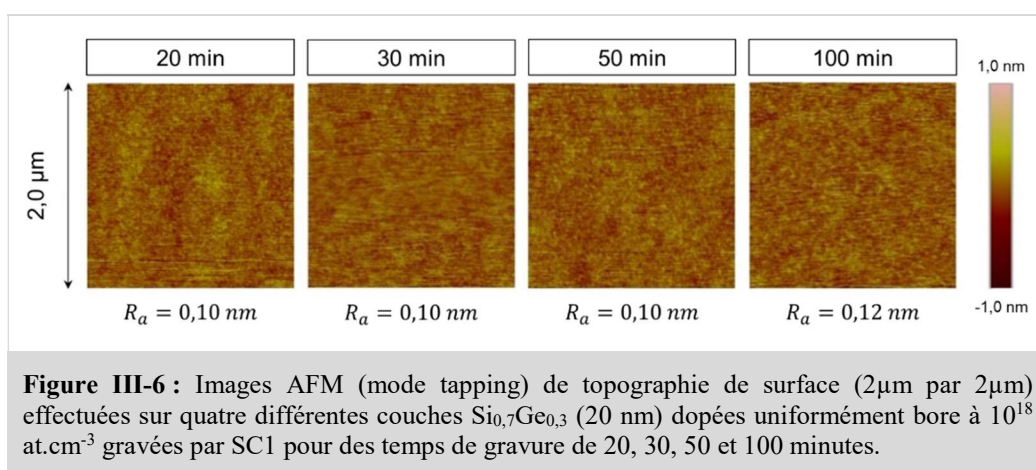 20 min 30 min 50 min 100 min
1,0 nm
2,0 µm
-1,0 nm
R_a = 0,10 nm R_a = 0,10 nm R_a = 0,10 nm R_a = 0,12 nm
Figure III-6 : Images AFM (mode tapping) de topographie de surface (2µm par 2µm)
effectuées sur quatre différentes couches Si0,7Ge0,3 (20 nm) dopées uniformément bore à 10^18
at.cm^-3 gravées par SC1 pour des temps de gravure de 20, 30, 50 et 100 minutes.